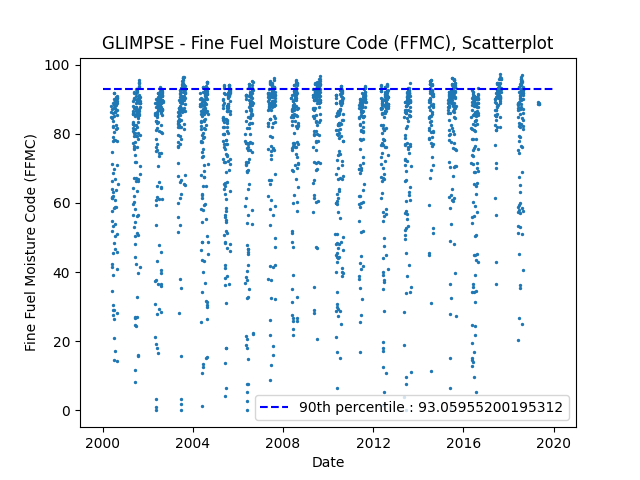 GLIMPSE - Fine Fuel Moisture Code (FFMC), Scatterplot
100
80
60
40
20
0
Fine Fuel Moisture Code (FFMC)
90th percentile : 93.05955200195312
2000 2004 2008 2012 2016 2020
Date